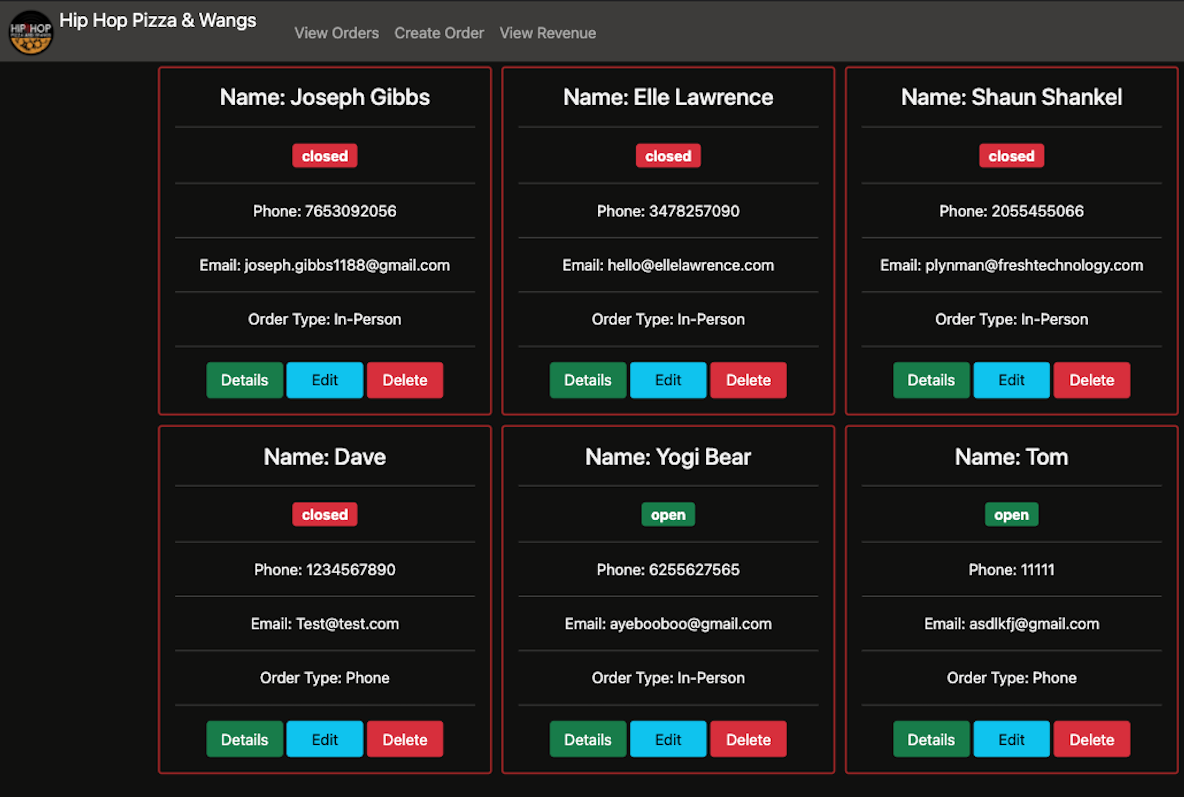 HIP HOP
Hip Hop Pizza & Wangs
View Orders
Create Order
View Revenue
Name: Joseph Gibbs
closed
Phone: 7653092056
Email: joseph.gibbs1188@gmail.com
Order Type: In-Person
Details
Edit
Delete
Name: Elle Lawrence
closed
Phone: 3478257090
Email: hello@ellelawrence.com
Order Type: In-Person
Details
Edit
Delete
Name: Shaun Shankel
closed
Phone: 2055455066
Email: plynman@freshtechnology.com
Order Type: In-Person
Details
Edit
Delete
Name: Dave
closed
Phone: 1234567890
Email: Test@test.com
Order Type: Phone
Details
Edit
Delete
Name: Yogi Bear
open
Phone: 6255627565
Email: ayebooboo@gmail.com
Order Type: In-Person
Details
Edit
Delete
Name: Tom
open
Phone: 11111
Email: asdlkfj@gmail.com
Order Type: Phone
Details
Edit
Delete